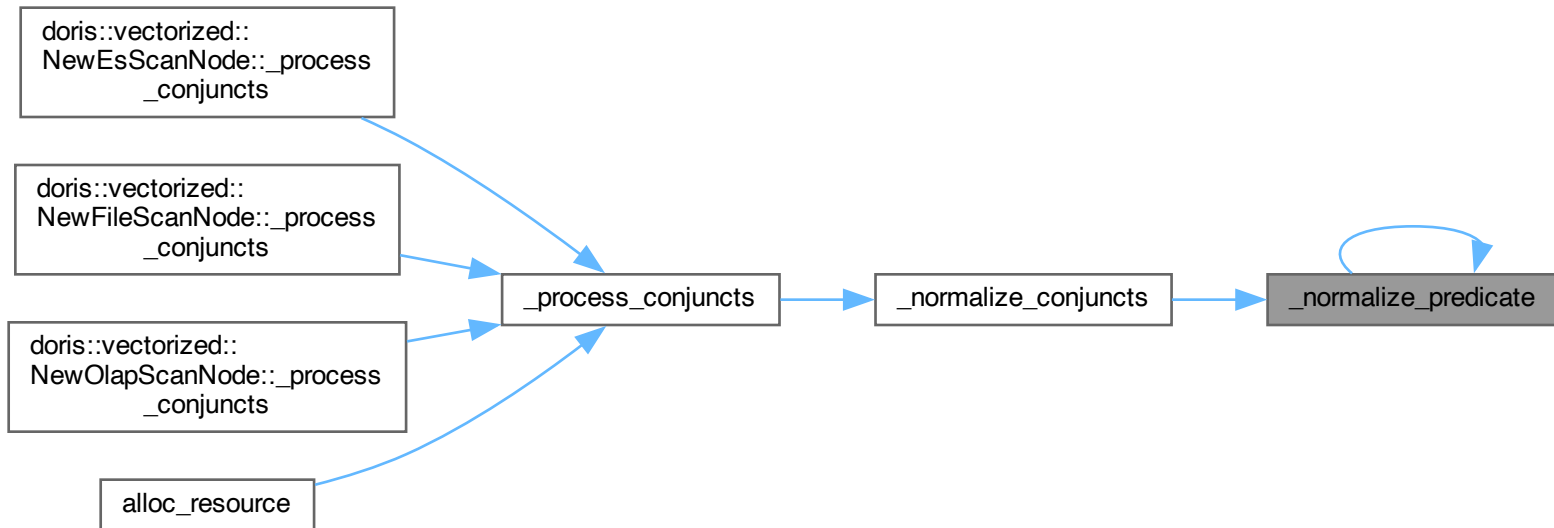 doris::vectorized::
NewEsScanNode::_process
_conjuncts
doris::vectorized::
NewFileScanNode::_process
_conjuncts
doris::vectorized::
NewOlapScanNode::_process
_conjuncts
alloc_resource
_process_conjuncts
_normalize_conjuncts
_normalize_predicate